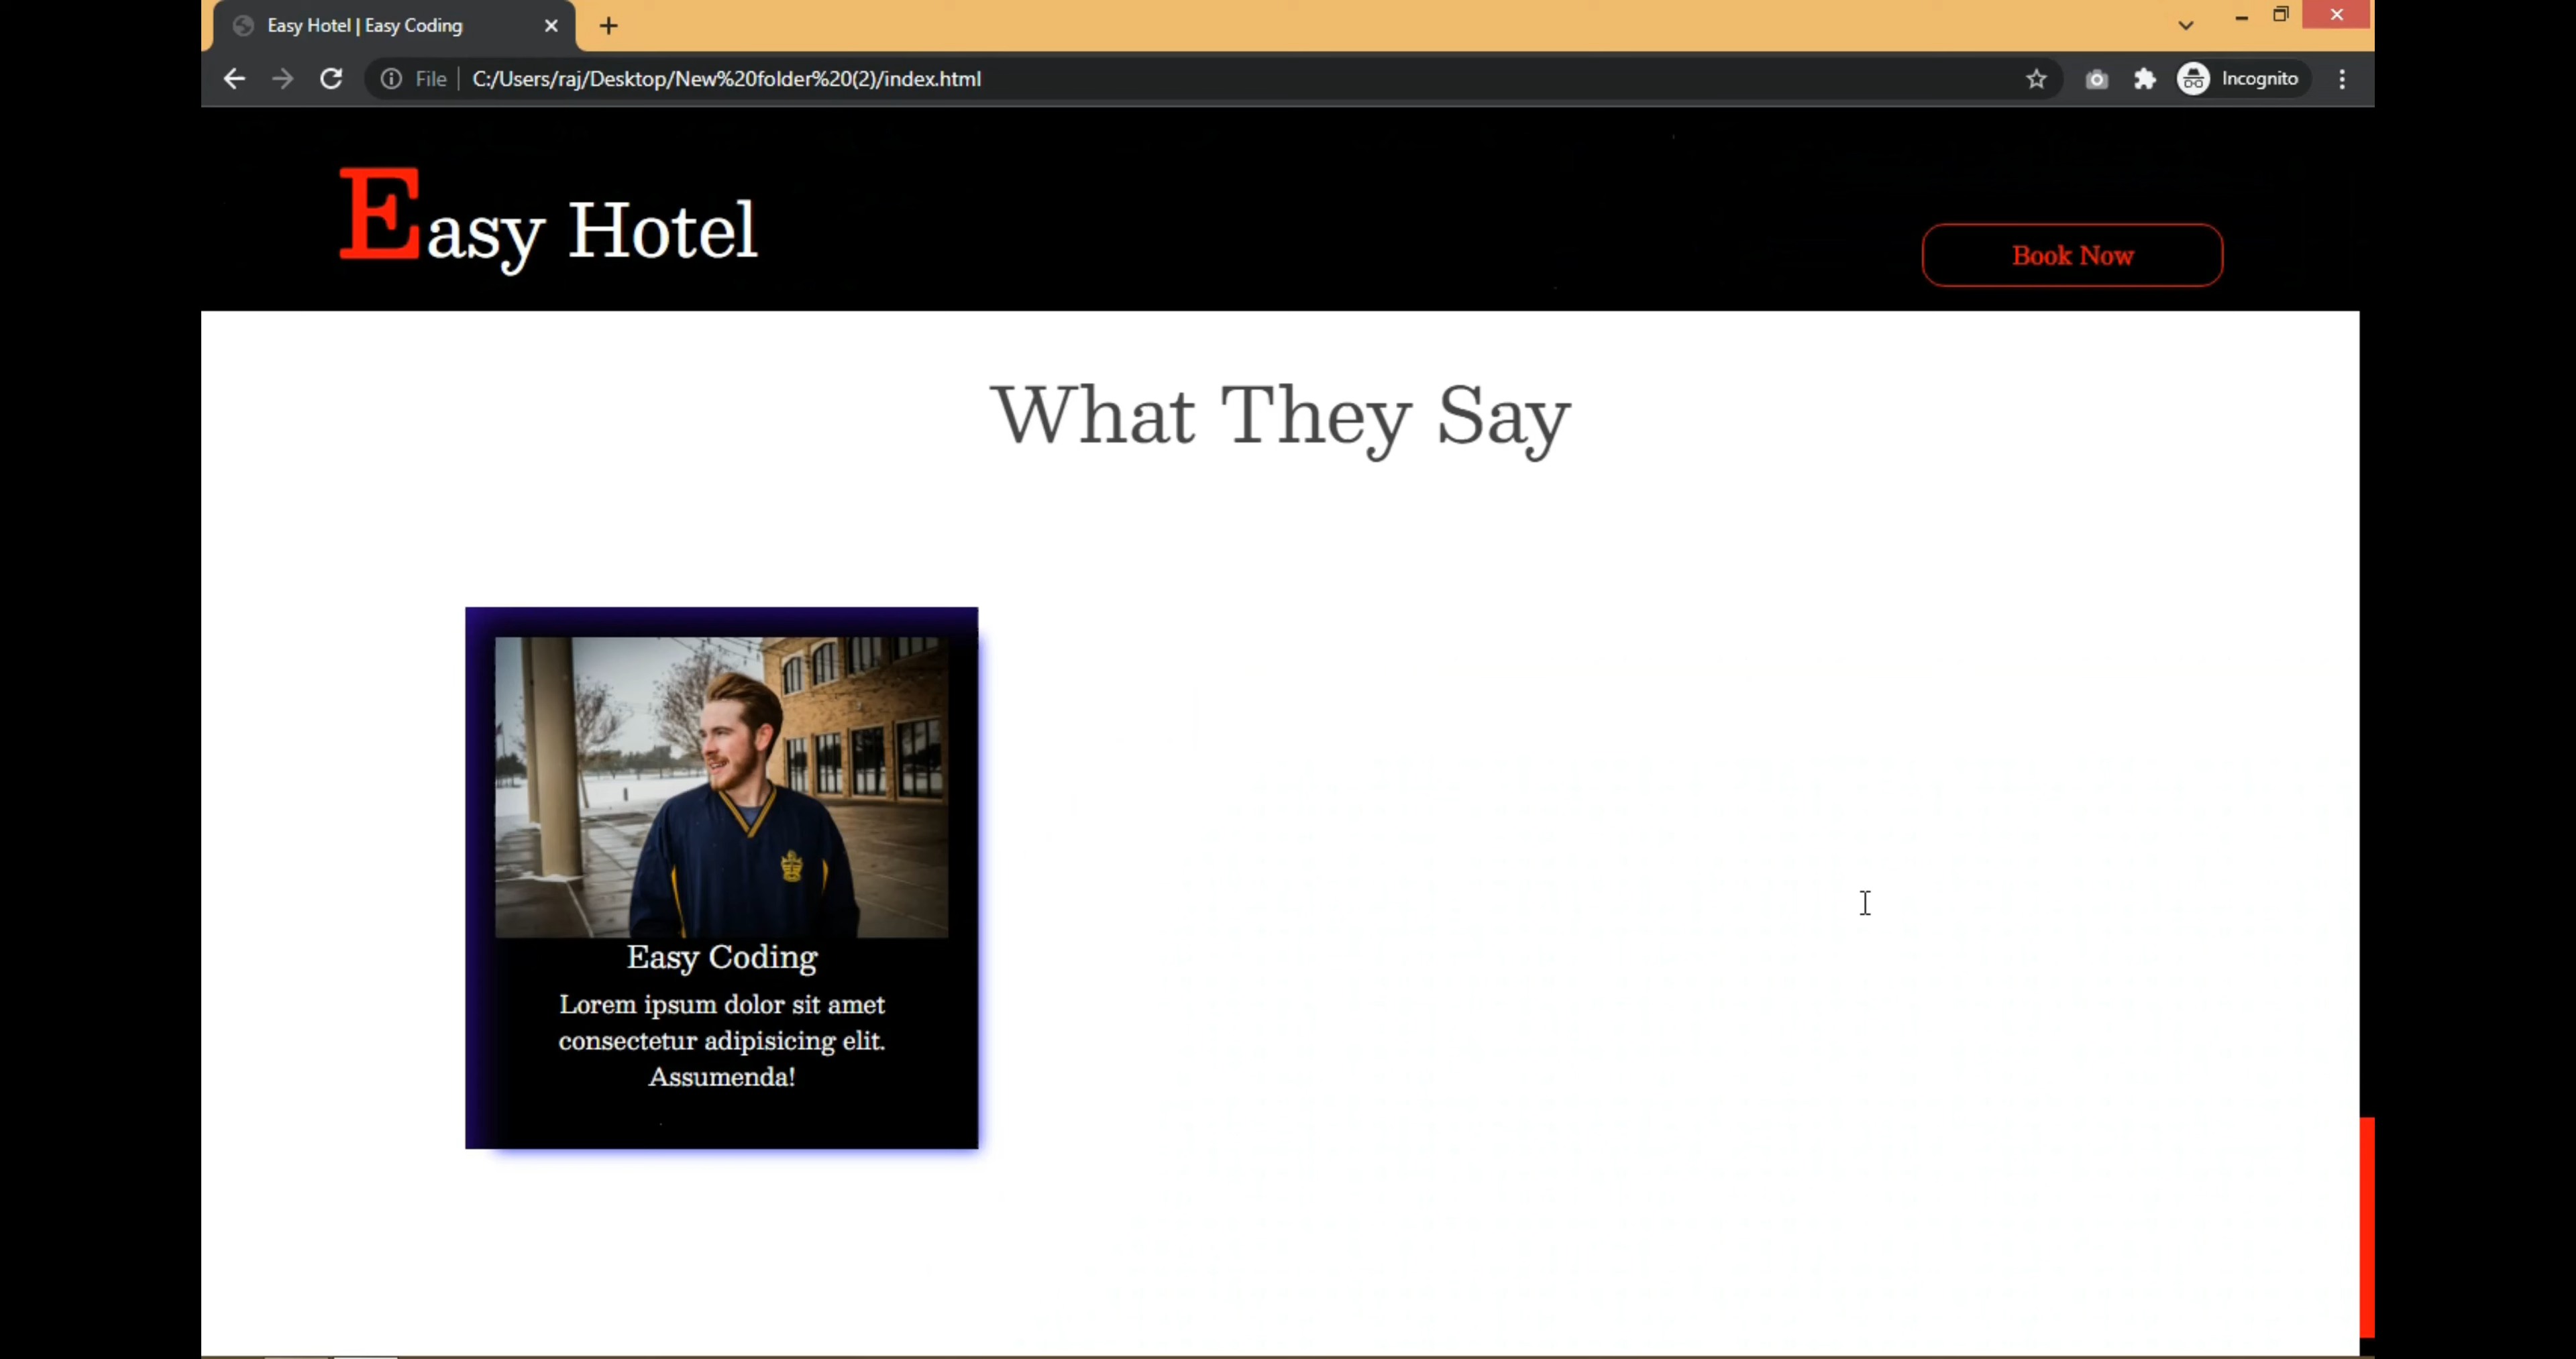 Easy Hotel | Easy Coding
File C:/Users/raj/Desktop/New%20folder%20(2)/index.html
Incognito
Easy Hotel
Book Now
What They Say
Easy Coding
Lorem ipsum dolor sit amet
consectetur adipisicing elit.
Assumenda!